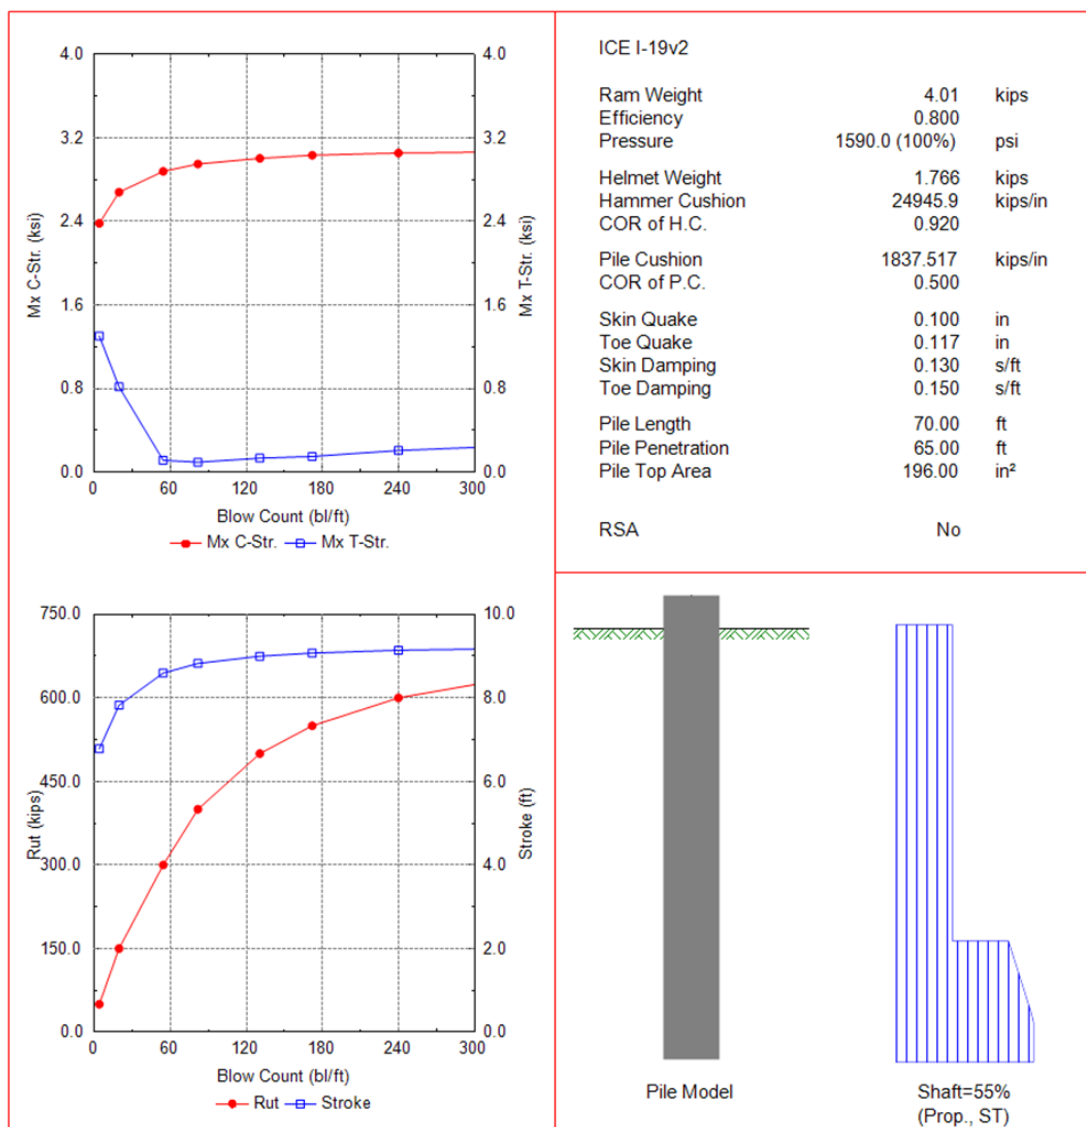 4.0
3.2
2.4
1.6
0.8
0.0
Mx C-Str. (ksi)
4.0
3.2
2.4
1.6
0.8
0.0
Mx T-Str. (ksi)
0 60 120 180 240 300
Blow Count (bl/ft)
Mx C-Str. Mx T-Str.
ICE I-19v2
Ram Weight 4.01 kips
Efficiency 0.800
Pressure 1590.0 (100%) psi
Helmet Weight 1.766 kips
Hammer Cushion 24945.9 kips/in
COR of H.C. 0.920
Pile Cushion 1837.517 kips/in
COR of P.C. 0.500
Skin Quake 0.100 in
Toe Quake 0.117 in
Skin Damping 0.130 s/ft
Toe Damping 0.150 s/ft
Pile Length 70.00 ft
Pile Penetration 65.00 ft
Pile Top Area 196.00 in²
RSA No
750.0
600.0
450.0
300.0
150.0
0.0
Rut (kips)
10.0
8.0
6.0
4.0
2.0
0.0
Stroke (ft)
0 60 120 180 240 300
Blow Count (bl/ft)
Rut Stroke
Pile Model
Shaft=55%
(Prop., ST)